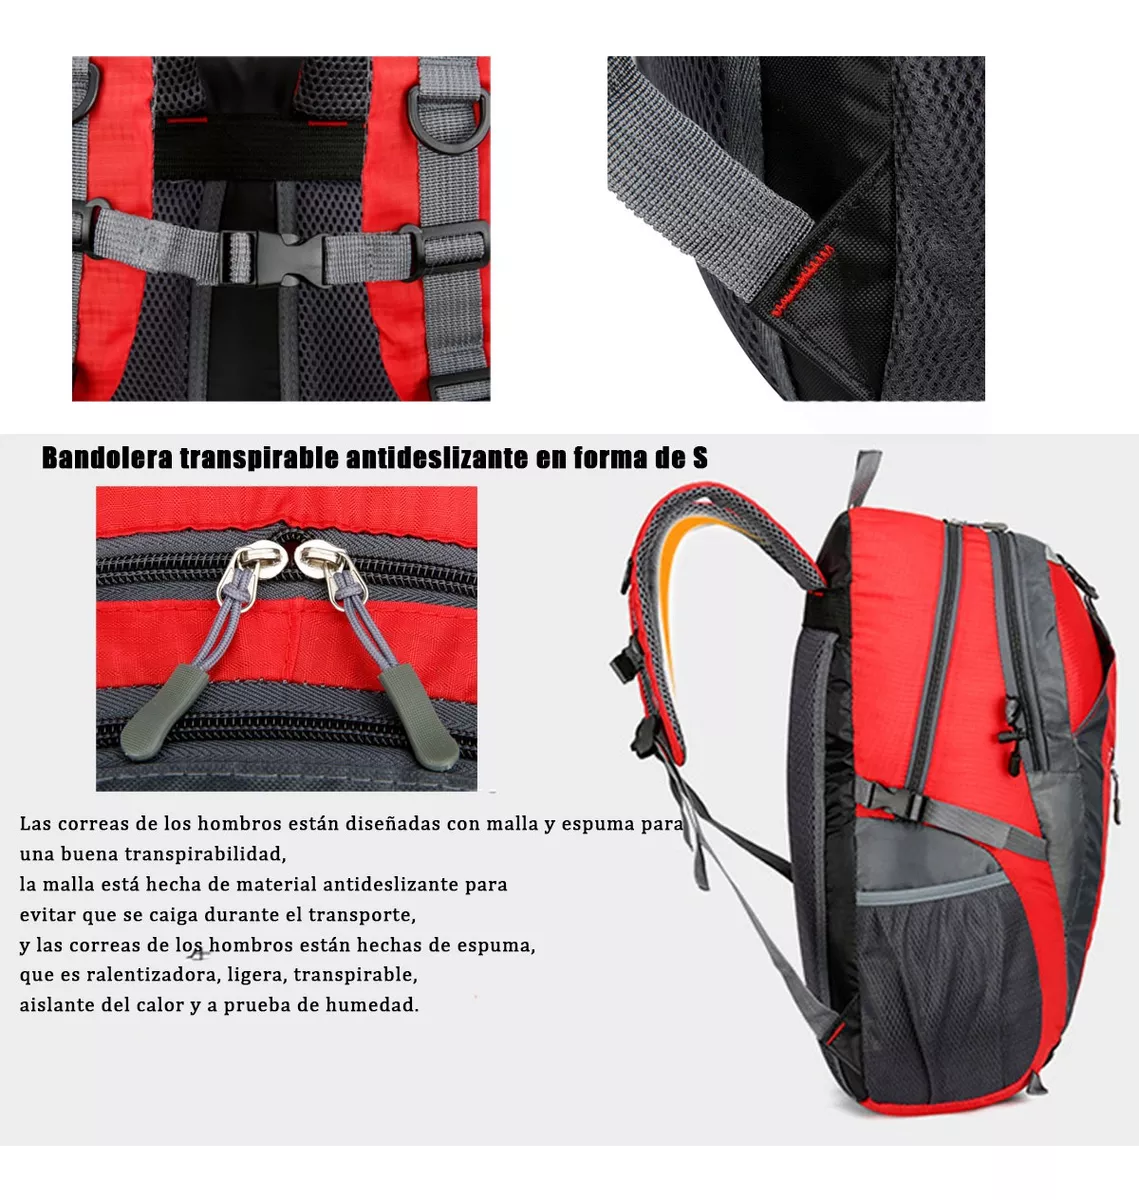 Bandolera transpirable antideslizante en forma de S
Las correas de los hombros están diseñadas con malla y espuma para
una buena transpirabilidad,
la malla está hecha de material antideslizante para
evitar que se caiga durante el transporte,
y las correas de los hombros están hechas de espuma,
que es ralentizadora, ligera, transpirable,
aislante del calor y a prueba de humedad.